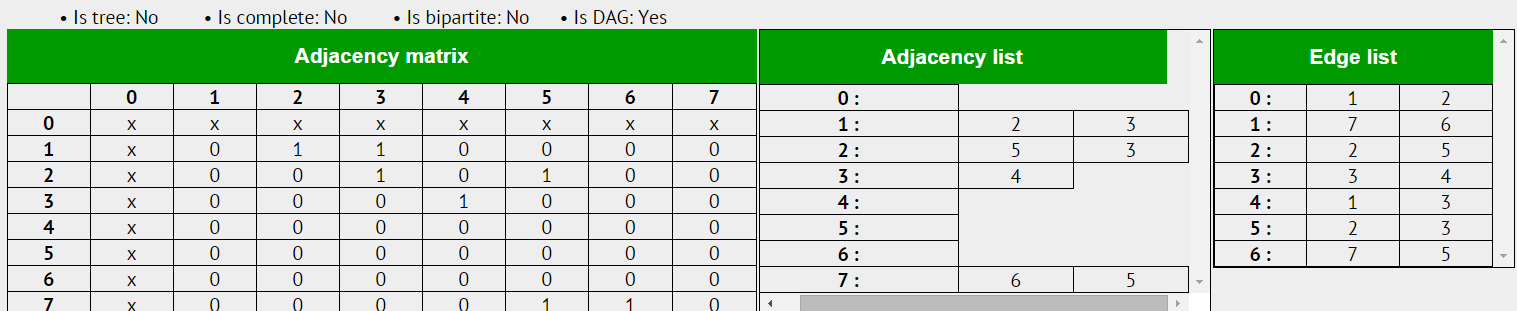 • Is tree: No • Is complete: No • Is bipartite: No • Is DAG: Yes
Adjacency matrix
0 1 2 3 4 5 6 7
0 x x x x x x x x
1 x 0 1 1 0 0 0 0
2 x 0 0 1 0 1 0 0
3 x 0 0 0 1 0 0 0
4 x 0 0 0 0 0 0 0
5 x 0 0 0 0 0 0 0
6 x 0 0 0 0 0 0 0
7 x 0 0 0 0 1 1 0
Adjacency list
0 :
1 : 2 3
2 : 5 3
3 : 4
4 :
5 :
6 :
7 : 6 5
Edge list
0 : 1 2
1 : 7 6
2 : 2 5
3 : 3 4
4 : 1 3
5 : 2 3
6 : 7 5